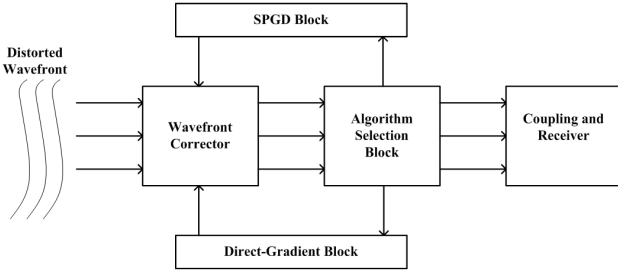 SPGD Block
Distorted
Wavefront
Wavefront
Corrector
Algorithm
Selection
Block
Coupling and
Receiver
Direct-Gradient Block